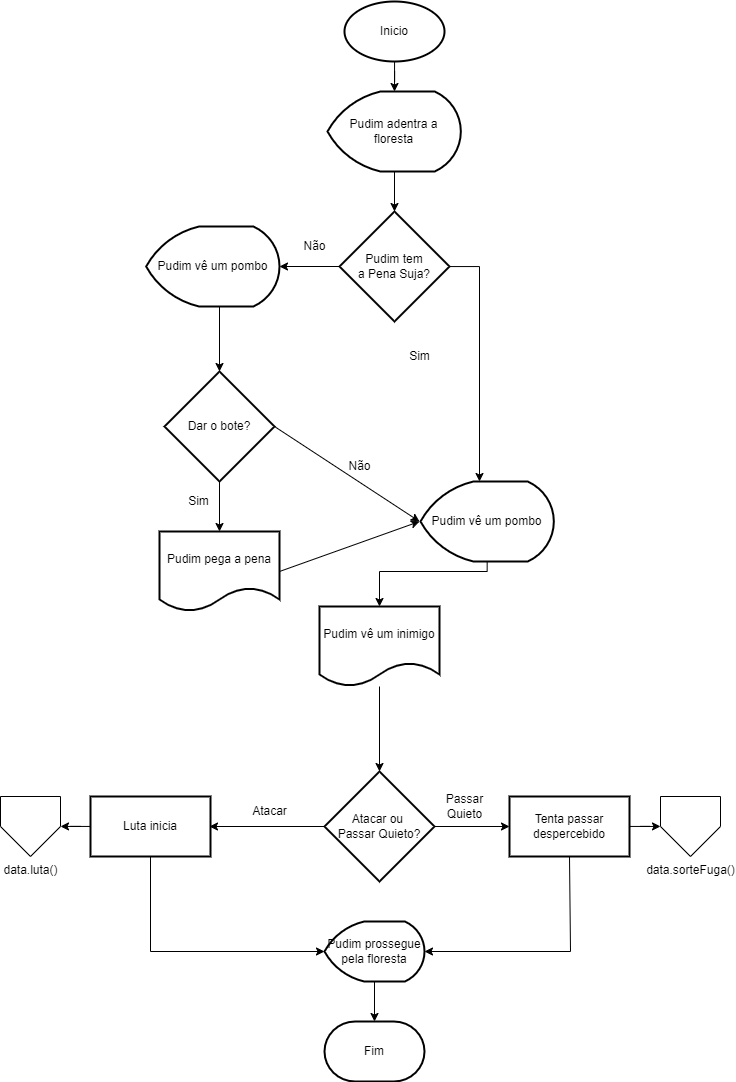 Inicio
Pudim adentra a
floresta
Pudim tem
a Pena Suja?
Não
Pudim vê um pombo
Sim
Dar o bote?
Não
Sim
Pudim pega a pena
Pudim vê um pombo
Pudim vê um inimigo
Atacar ou
Passar Quieto?
Atacar
Luta inicia
data.luta()
Passar
Quieto
Tenta passar
despercebido
data.sorteFuga()
Pudim prossegue
pela floresta
Fim